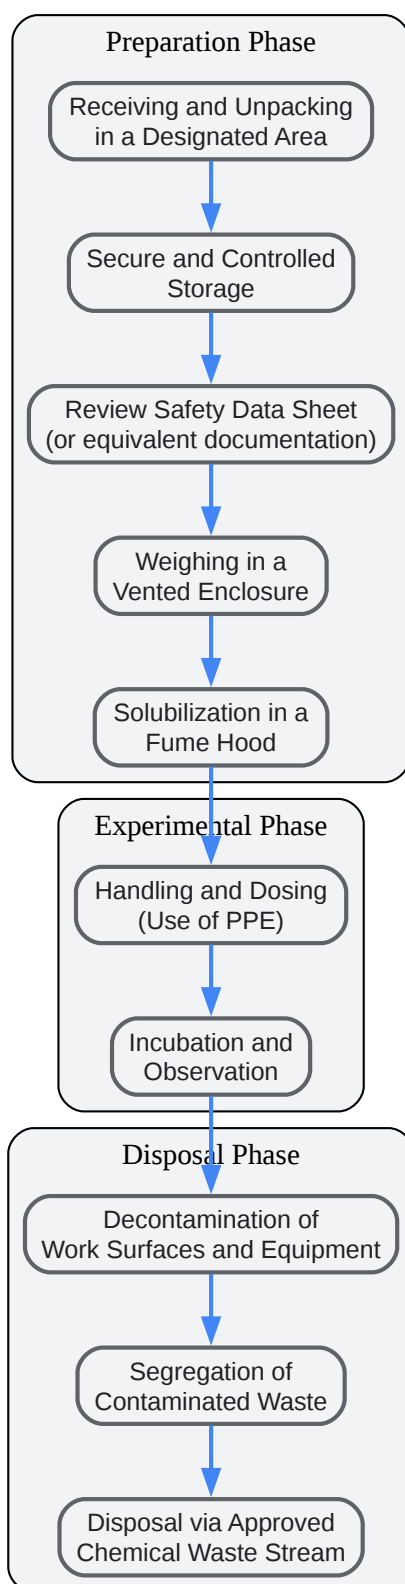 Preparation Phase
Receiving and Unpacking
in a Designated Area
Secure and Controlled
Storage
Review Safety Data Sheet
(or equivalent documentation)
Weighing in a
Vented Enclosure
Solubilization in a
Fume Hood
Experimental Phase
Handling and Dosing
(Use of PPE)
Incubation and
Observation
Disposal Phase
Decontamination of
Work Surfaces and Equipment
Segregation of
Contaminated Waste
Disposal via Approved
Chemical Waste Stream